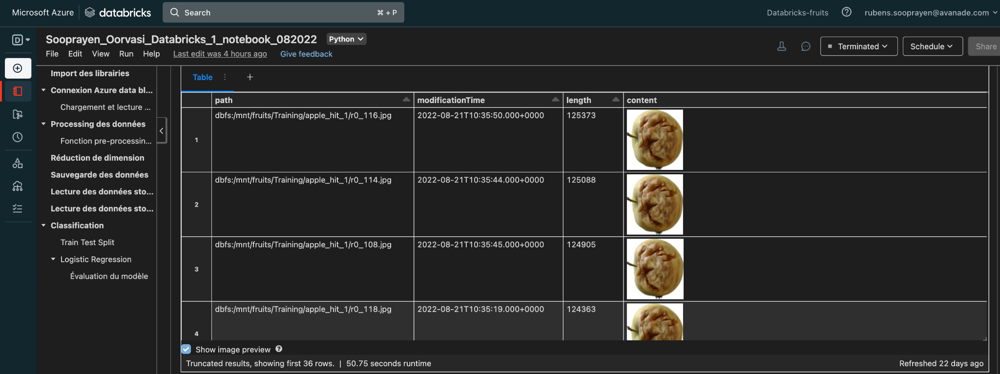 Microsoft Azure databricks Search ⌘ + P Databricks-fruits rubens.sooprayen@avanade.com
D Sooprayen_Oorvasi_Databricks_1_notebook_082022 Python
File Edit View Run Help Last edit was 4 hours ago Give feedback Terminated Schedule Share
Import des librairies
Connexion Azure data bl...
Chargement et lecture ...
Processing des données
Fonction pre-processin...
Réduction de dimension
Sauvegarde des données
Lecture des données sto...
Lecture des données sto...
Classification
Train Test Split
Logistic Regression
Évaluation du modèle
Table +
path modificationTime length content
1 dbfs:/mnt/fruits/Training/apple_hit_1/r0_116.jpg 2022-08-21T10:35:50.000+0000 125373
2 dbfs:/mnt/fruits/Training/apple_hit_1/r0_114.jpg 2022-08-21T10:35:44.000+0000 125088
3 dbfs:/mnt/fruits/Training/apple_hit_1/r0_108.jpg 2022-08-21T10:35:45.000+0000 124905
4 dbfs:/mnt/fruits/Training/apple_hit_1/r0_118.jpg 2022-08-21T10:35:19.000+0000 124363
Show image preview
Truncated results, showing first 36 rows. | 50.75 seconds runtime Refreshed 22 days ago